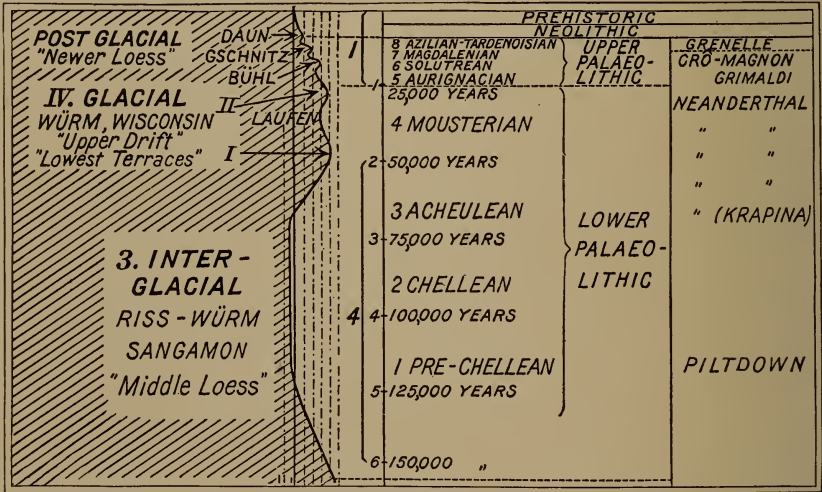 PREHISTORIC
NEOLITHIC
POST GLACIAL
"Newer Loess"
DAUN
GSCHNITZ
BÜHL
IV. GLACIAL
WÜRM, WISCONSIN
"Upper Drift"
"Lowest Terraces"
II
LAUFEN
I
3. INTER-
GLACIAL
RISS-WÜRM
SANGAMON
"Middle Loess"
1
8 AZILIAN-TARDENOISIAN
7 MAGDALENIAN
6 SOLUTREAN
5 AURIGNACIAN
1-
25,000 YEARS
4 MOUSTERIAN
2-50,000 YEARS
3 ACHEULEAN
3-75,000 YEARS
2 CHELLEAN
4
4-100,000 YEARS
1 PRE-CHELLEAN
5-125,000 YEARS
6-150,000 "
UPPER
PALAEO-
LITHIC
LOWER
PALAEO-
LITHIC
GRENELLE
CRÔ-MAGNON
GRIMALDI
NEANDERTHAL
" "
" "
" "
" (KRAPINA)
PILTDOWN